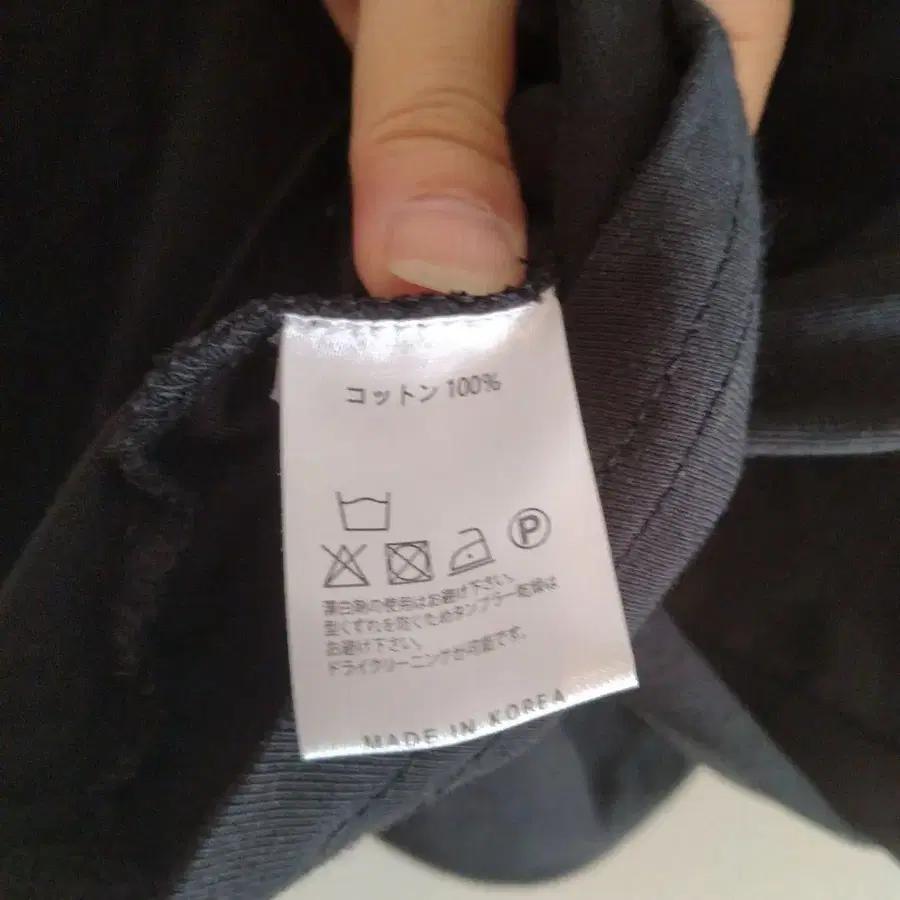 コットン 100%
P
漂白剤の使用はお避け下さい。
型くずれを防ぐためタンブラー乾燥は
お避け下さい。
ドライクリーニングが可能です。
MADE IN KOREA